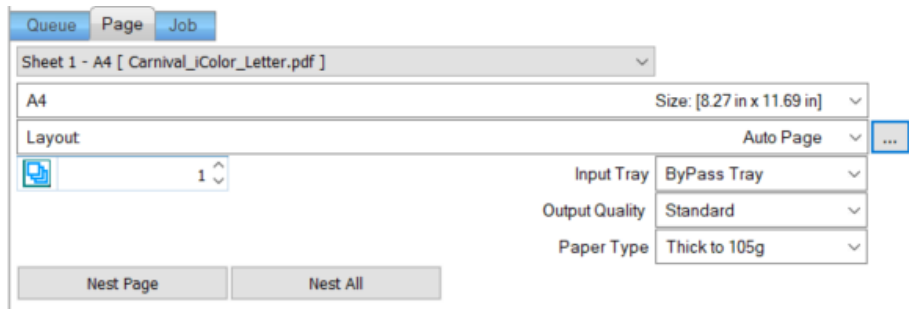 Queue Page Job
Sheet 1 - A4 [ Carnival_iColor_Letter.pdf ]
A4 Size: [8.27 in x 11.69 in]
Layout Auto Page ...
1 Input Tray ByPass Tray
Output Quality Standard
Paper Type Thick to 105g
Nest Page Nest All